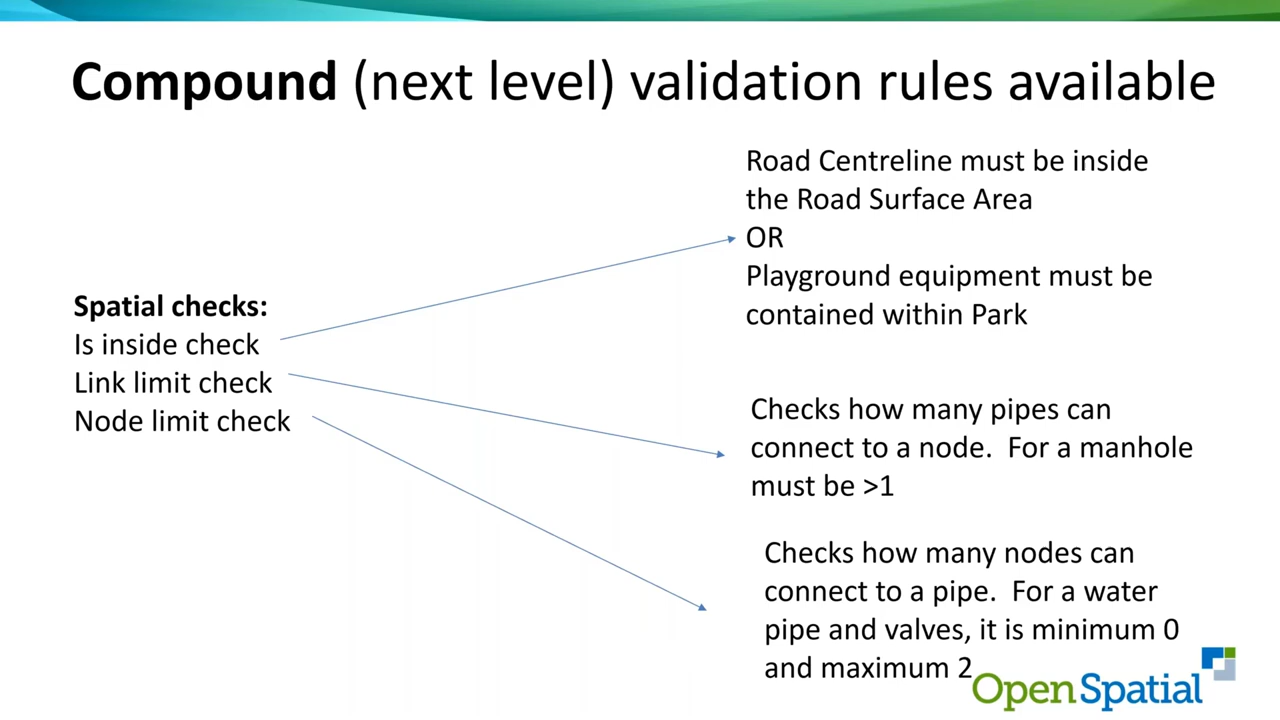 Compound (next level) validation rules available
Spatial checks:
Is inside check
Link limit check
Node limit check
Road Centreline must be inside
the Road Surface Area
OR
Playground equipment must be
contained within Park
Checks how many pipes can
connect to a node.  For a manhole
must be >1
Checks how many nodes can
connect to a pipe.  For a water
pipe and valves, it is minimum 0
and maximum 2
Open Spatial